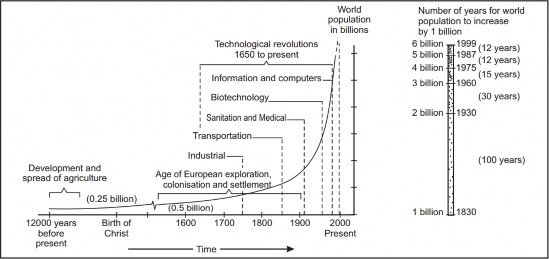 World
population
in billions
Technological revolutions
1650 to present
Information and computers
Biotechnology
Sanitation and Medical
Transportation
Industrial
Development and
spread of agriculture
Age of European exploration,
colonisation and settlement
(0.25 billion)
(0.5 billion)
12000 years
before
present
Birth of
Christ
1600
1700
1800
1900
2000
Present
Time
Number of years for world
population to increase
by 1 billion
6 billion 1999
(12 years)
5 billion 1987
(12 years)
4 billion 1975
(15 years)
3 billion 1960
(30 years)
2 billion 1930
(100 years)
1 billion 1830